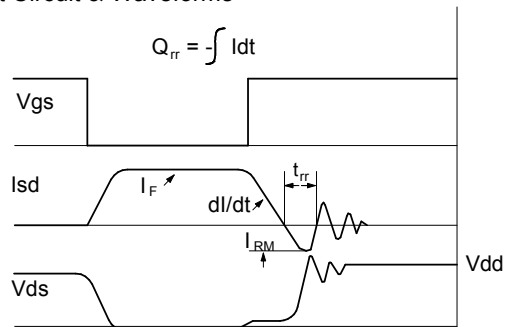 t Circuit & Waveforms
Qrr = -∫ Idt
Vgs
trr
Isd
IF
dI/dt
IRM
Vdd
Vds